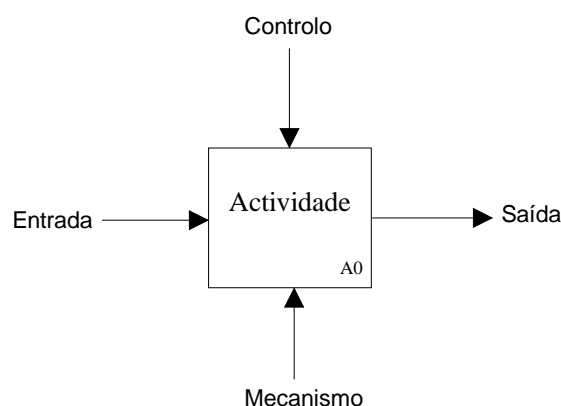 Controlo
Actividade
Entrada
Saída
A0
Mecanismo